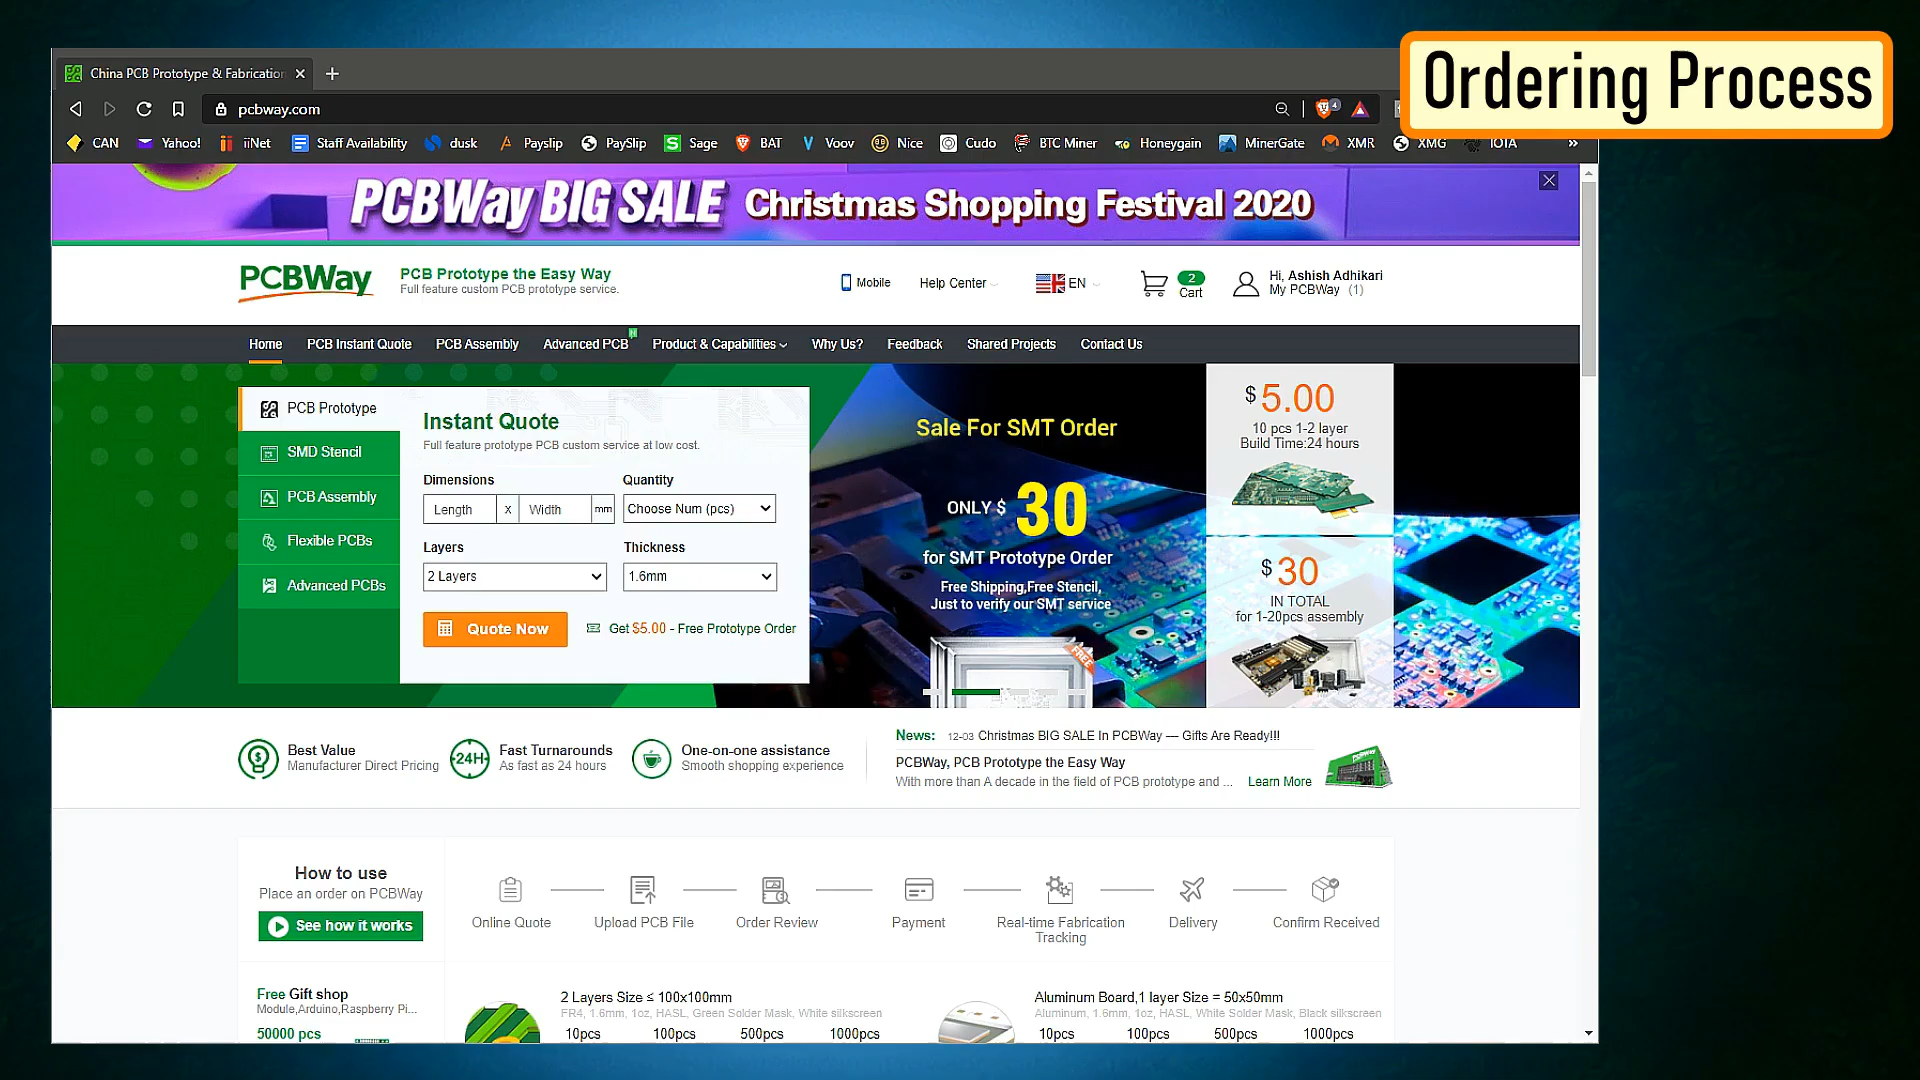 Ordering Process
China PCB Prototype & Fabrication
pcbway.com
4
CAN Yahoo! iiNet Staff Availability dusk Payslip PaySlip Sage BAT Voov Nice Cudo BTC Miner Honeygain MinerGate XMR XMG IOTA »
PCBWay BIG SALE Christmas Shopping Festival 2020
PCBWay
PCB Prototype the Easy Way
Full feature custom PCB prototype service.
Mobile
Help Center
EN
2
Cart
Hi, Ashish Adhikari
My PCBWay (1)
H
Home PCB Instant Quote PCB Assembly Advanced PCB Product & Capabilities Why Us? Feedback Shared Projects Contact Us
PCB Prototype
SMD Stencil
PCB Assembly
Flexible PCBs
Advanced PCBs
Instant Quote
Full feature prototype PCB custom service at low cost.
Dimensions Quantity
Length x Width mm Choose Num (pcs)
Layers Thickness
2 Layers 1.6mm
Quote Now Get $5.00 - Free Prototype Order
Sale For SMT Order
ONLY $ 30
for SMT Prototype Order
Free Shipping,Free Stencil,
Just to verify our SMT service
FREE
$ 5.00
10 pcs 1-2 layer
Build Time:24 hours
$ 30
IN TOTAL
for 1-20pcs assembly
Best Value
Manufacturer Direct Pricing
24H
Fast Turnarounds
As fast as 24 hours
One-on-one assistance
Smooth shopping experience
News: 12-03 Christmas BIG SALE In PCBWay — Gifts Are Ready!!!
PCBWay, PCB Prototype the Easy Way
With more than A decade in the field of PCB prototype and ... Learn More
How to use
Place an order on PCBWay
See how it works
Online Quote
Upload PCB File
Order Review
Payment
Real-time Fabrication
Tracking
Delivery
Confirm Received
Free Gift shop
Module,Arduino,Raspberry Pi...
50000 pcs
2 Layers Size ≤ 100x100mm
FR4, 1.6mm, 1oz, HASL, Green Solder Mask, White silkscreen
10pcs 100pcs 500pcs 1000pcs
Aluminum Board,1 layer Size = 50x50mm
Aluminum, 1.6mm, 1oz, HASL, White Solder Mask, Black silkscreen
10pcs 100pcs 500pcs 1000pcs